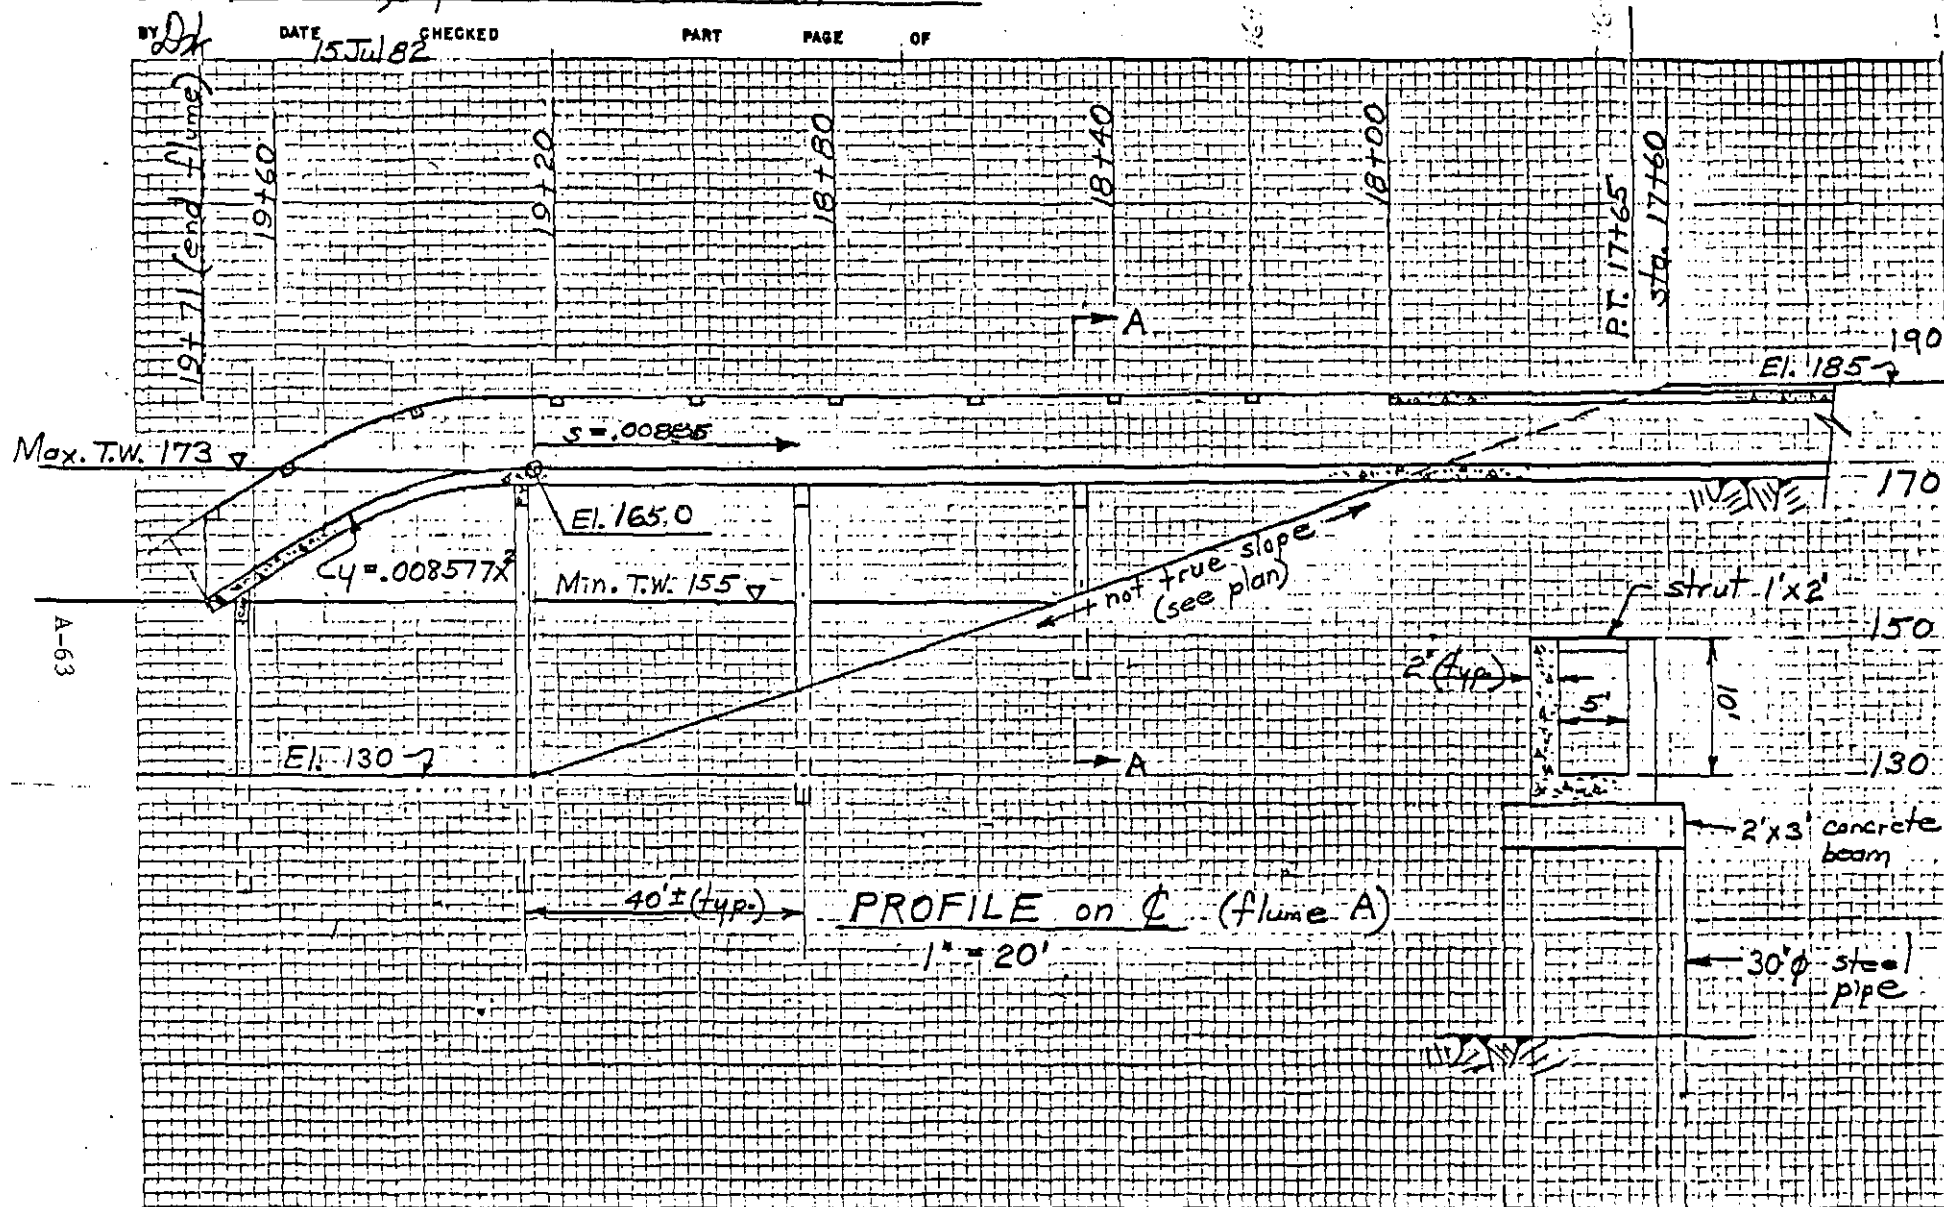 BY DATE CHECKED PART PAGE OF
15 Jul 82
19+71 (end flume)
19+60
19+20
18+80
18+40
18+00
P.T. 17+65
sta. 17+60
A
190
El. 185
s=.00885
Max. T.W. 173
170
El. 165.0
y=.008577x²
Min. T.W. 155
not true slope
(see plan)
strut 1'x2'
150
A-63
2' (typ.)
5'
10'
El. 130
A
130
2'x3' concrete
beam
40'± (typ.)
PROFILE on ℄ (flume A)
1" = 20'
30"ϕ steel
pipe